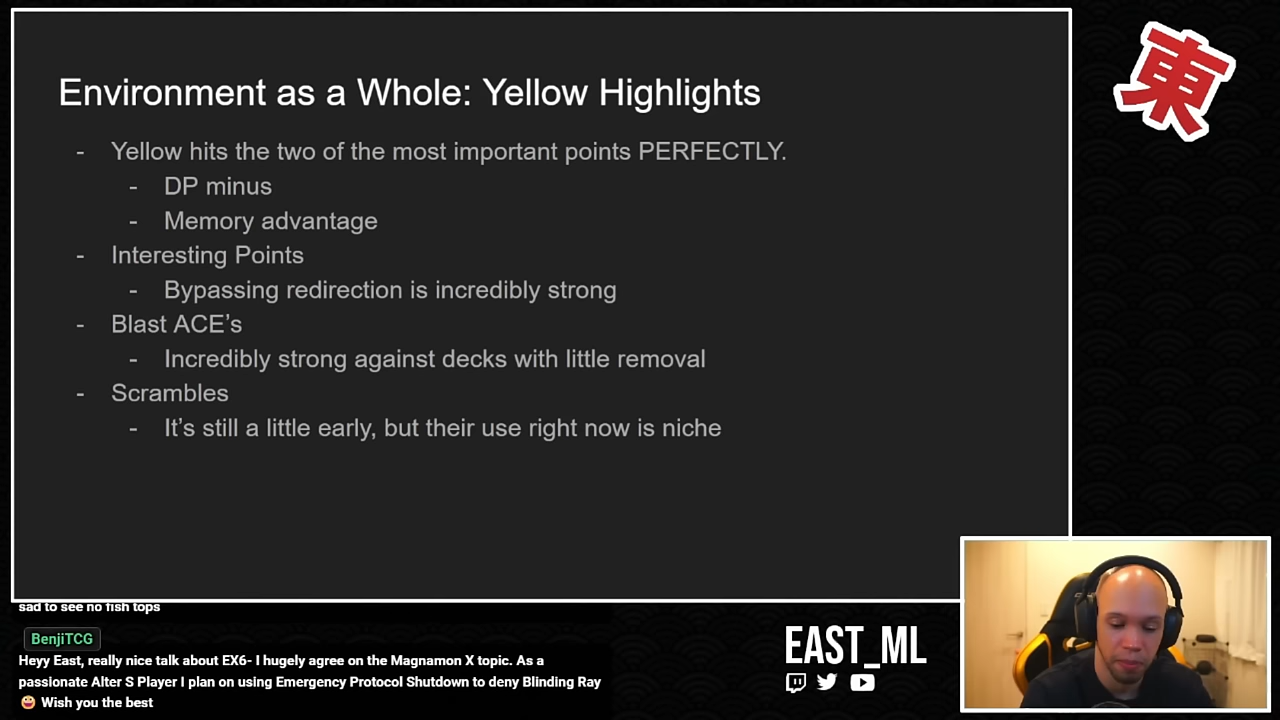 Environment as a Whole: Yellow Highlights
- Yellow hits the two of the most important points PERFECTLY.
- DP minus
- Memory advantage
- Interesting Points
- Bypassing redirection is incredibly strong
- Blast ACE's
- Incredibly strong against decks with little removal
- Scrambles
- It's still a little early, but their use right now is niche
東
sad to see no fish tops
BenjiTCG
Heyy East, really nice talk about EX6- I hugely agree on the Magnamon X topic. As a
passionate Alter S Player I plan on using Emergency Protocol Shutdown to deny Blinding Ray
😀 Wish you the best
EAST_ML